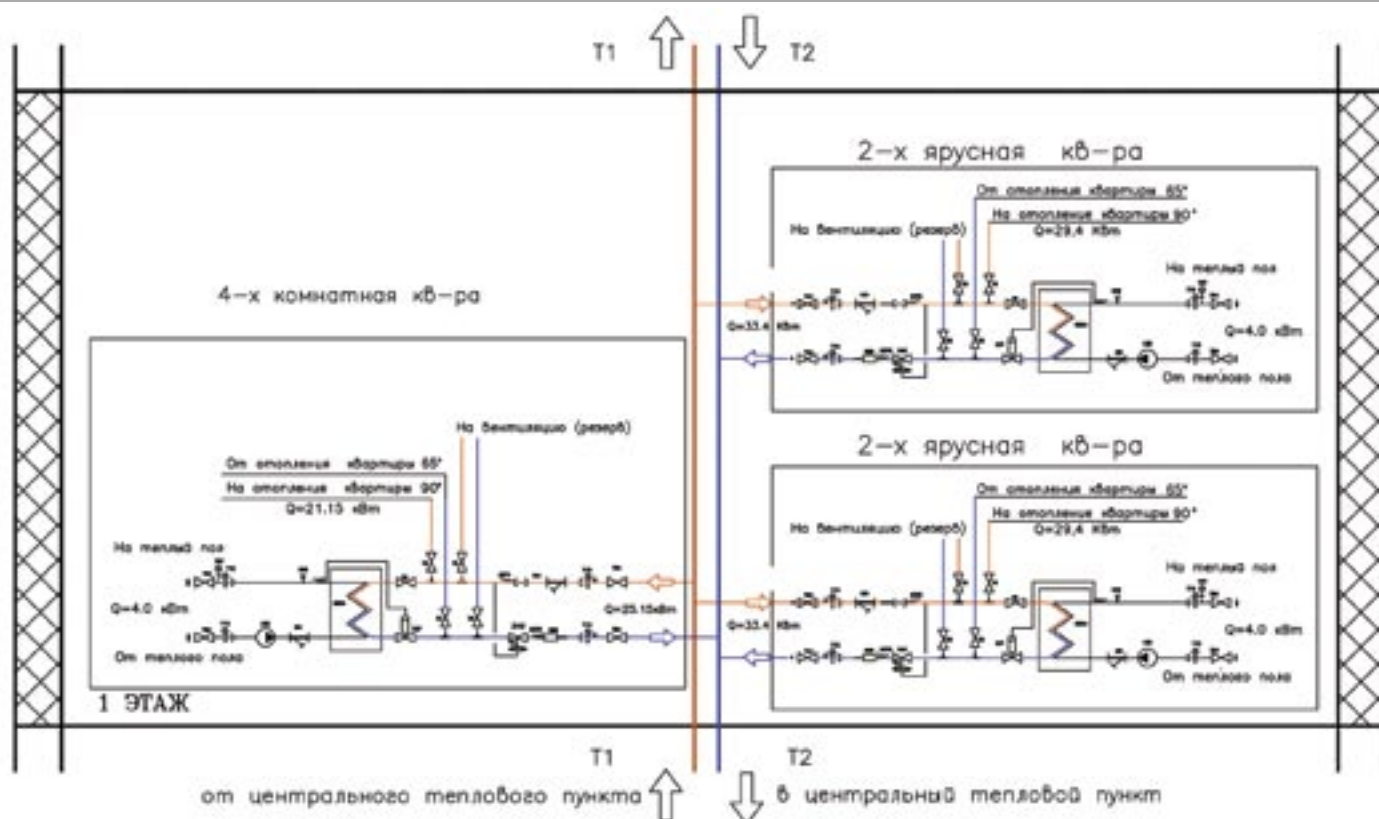 T1
T2
2-х ярусная кв-ра
От отопления квартиры 65°
На отопление квартиры 90°
На вентиляцию (резерв)
Q=29,4 КВт
На теплый пол
Q=33.4 КВт
Q=4.0 кВт
От теплого пола
4-х комнатная кв-ра
На вентиляцию (резерв)
От отопления квартиры 65°
На отопление квартиры 90°
Q=21.15 кВт
На теплый пол
Q=4.0 кВт
Q=25.15кВт
От теплого пола
1 ЭТАЖ
2-х ярусная кв-ра
От отопления квартиры 65°
На отопление квартиры 90°
На вентиляцию (резерв)
Q=29,4 КВт
На теплый пол
Q=33.4 КВт
Q=4.0 кВт
От теплого пола
T1
T2
от центрального теплового пункта
в центральный тепловой пункт